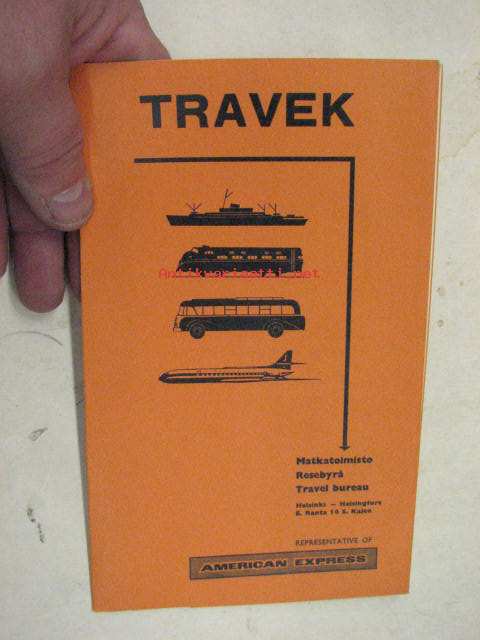 TRAVEK
Antikvariaatti.net
Matkatoimisto
Resebyrå
Travel bureau
Helsinki — Helsingfors
E. Ranta 10 S. Kajen
REPRESENTATIVE OF
AMERICAN EXPRESS